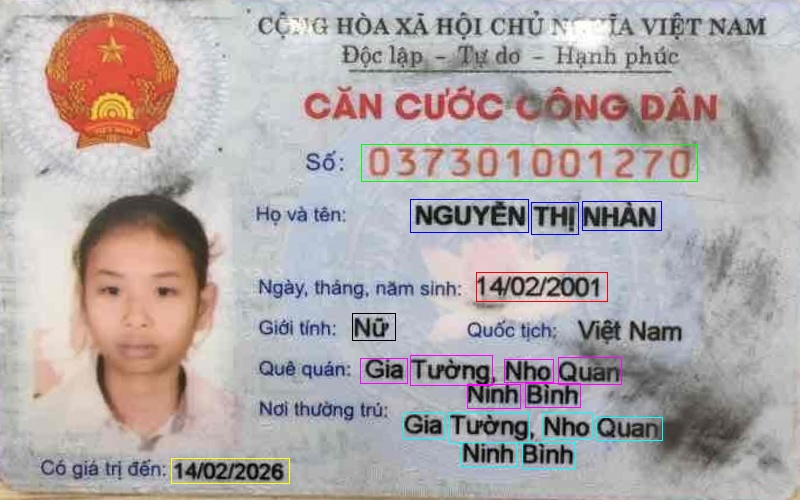 CỘNG HÒA XÃ HỘI CHỦ NGHĨA VIỆT NAM
Độc lập - Tự do - Hạnh phúc
CĂN CƯỚC CÔNG DÂN
Số: 037301001270
Họ và tên: NGUYỄN THỊ NHÀN
Ngày, tháng, năm sinh: 14/02/2001
Giới tính: Nữ Quốc tịch: Việt Nam
Quê quán: Gia Tường, Nho Quan
Ninh Bình
Nơi thường trú: Gia Tường, Nho Quan
Ninh Bình
Có giá trị đến: 14/02/2026